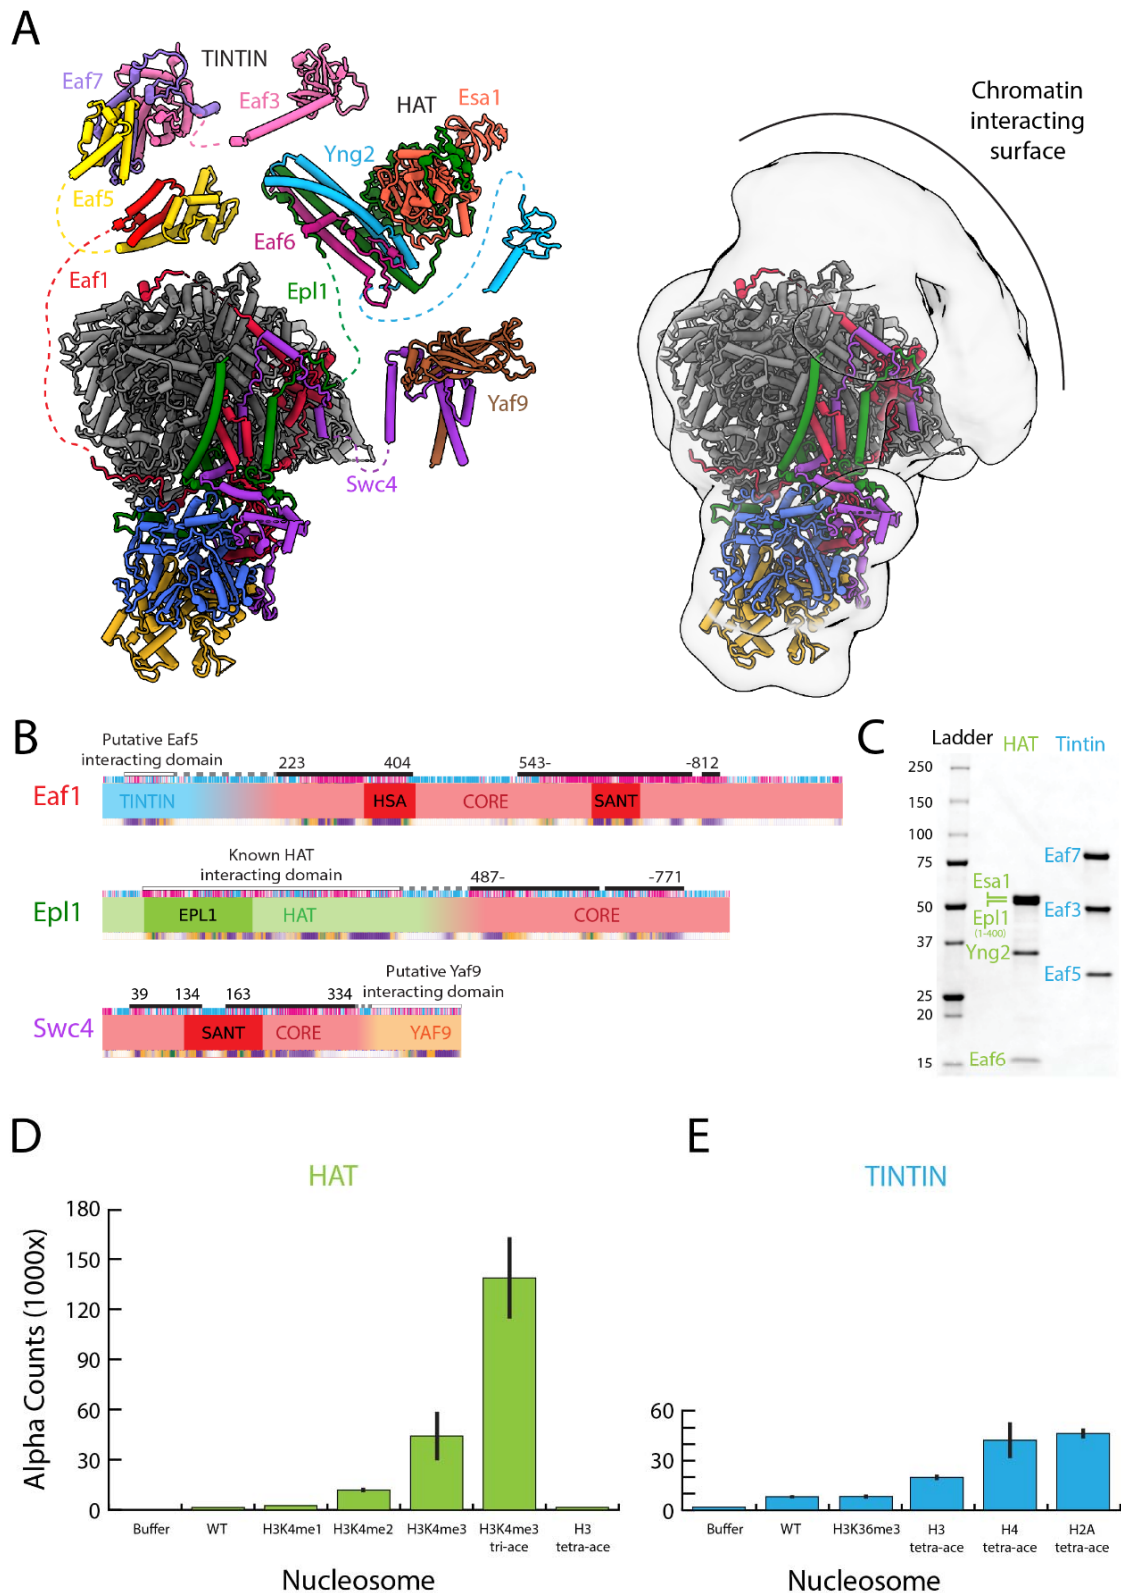 A
TINTIN
Eaf7
Eaf3
HAT
Esa1
Yng2
Eaf5
Eaf6
Eaf1
Epl1
Yaf9
Swc4
Chromatin
interacting
surface
B
Putative Eaf5
interacting domain
223
404
543-
-812
Eaf1
TINTIN
HSA
CORE
SANT
Known HAT
interacting domain
487-
-771
Epl1
EPL1
HAT
CORE
Putative Yaf9
interacting domain
39
134
163
334
Swc4
SANT
CORE
YAF9
C
Ladder
HAT
Tintin
250
150
100
75
50
37
25
20
15
Esa1
Epl1
(1-400)
Yng2
Eaf6
Eaf7
Eaf3
Eaf5
D
HAT
Alpha Counts (1000x)
180
150
120
90
60
30
0
Buffer
WT
H3K4me1
H3K4me2
H3K4me3
H3K4me3
tri-ace
H3
tetra-ace
Nucleosome
E
TINTIN
60
30
0
Buffer
WT
H3K36me3
H3
tetra-ace
H4
tetra-ace
H2A
tetra-ace
Nucleosome